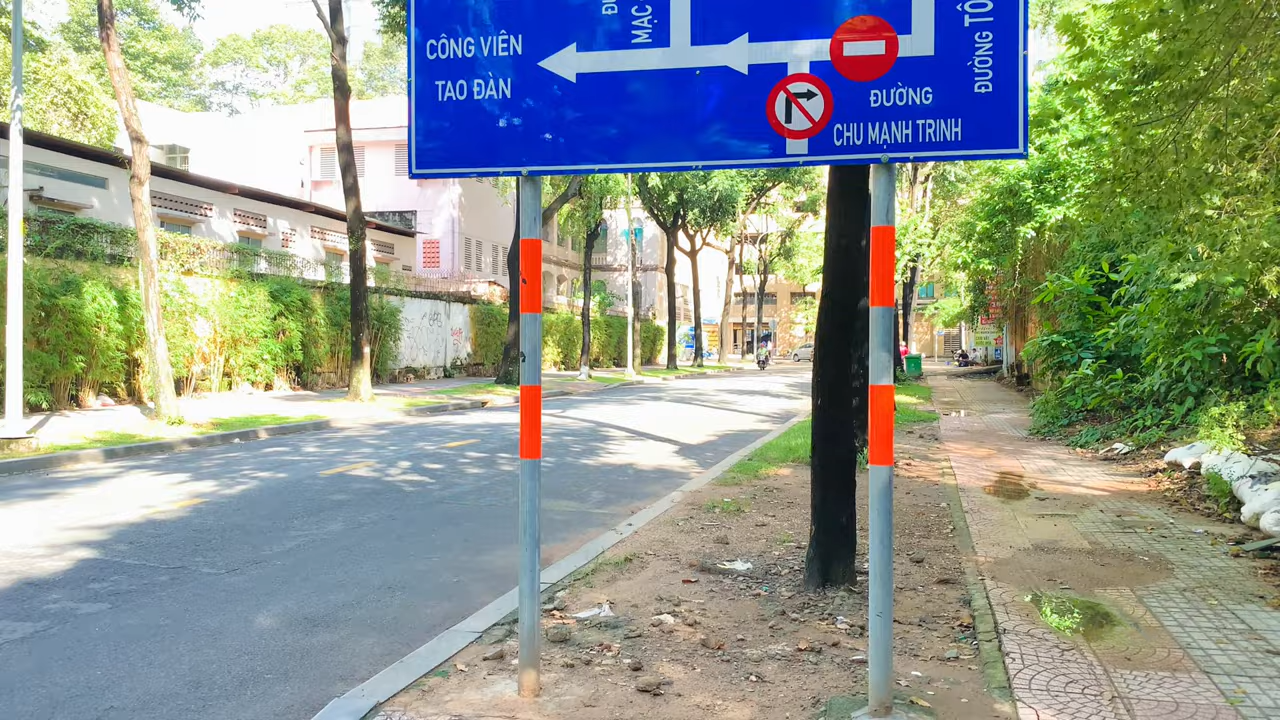 CÔNG VIÊN
TAO ĐÀN
MẠC
ĐƯỜNG
CHU MẠNH TRINH
ĐƯỜNG TÔ